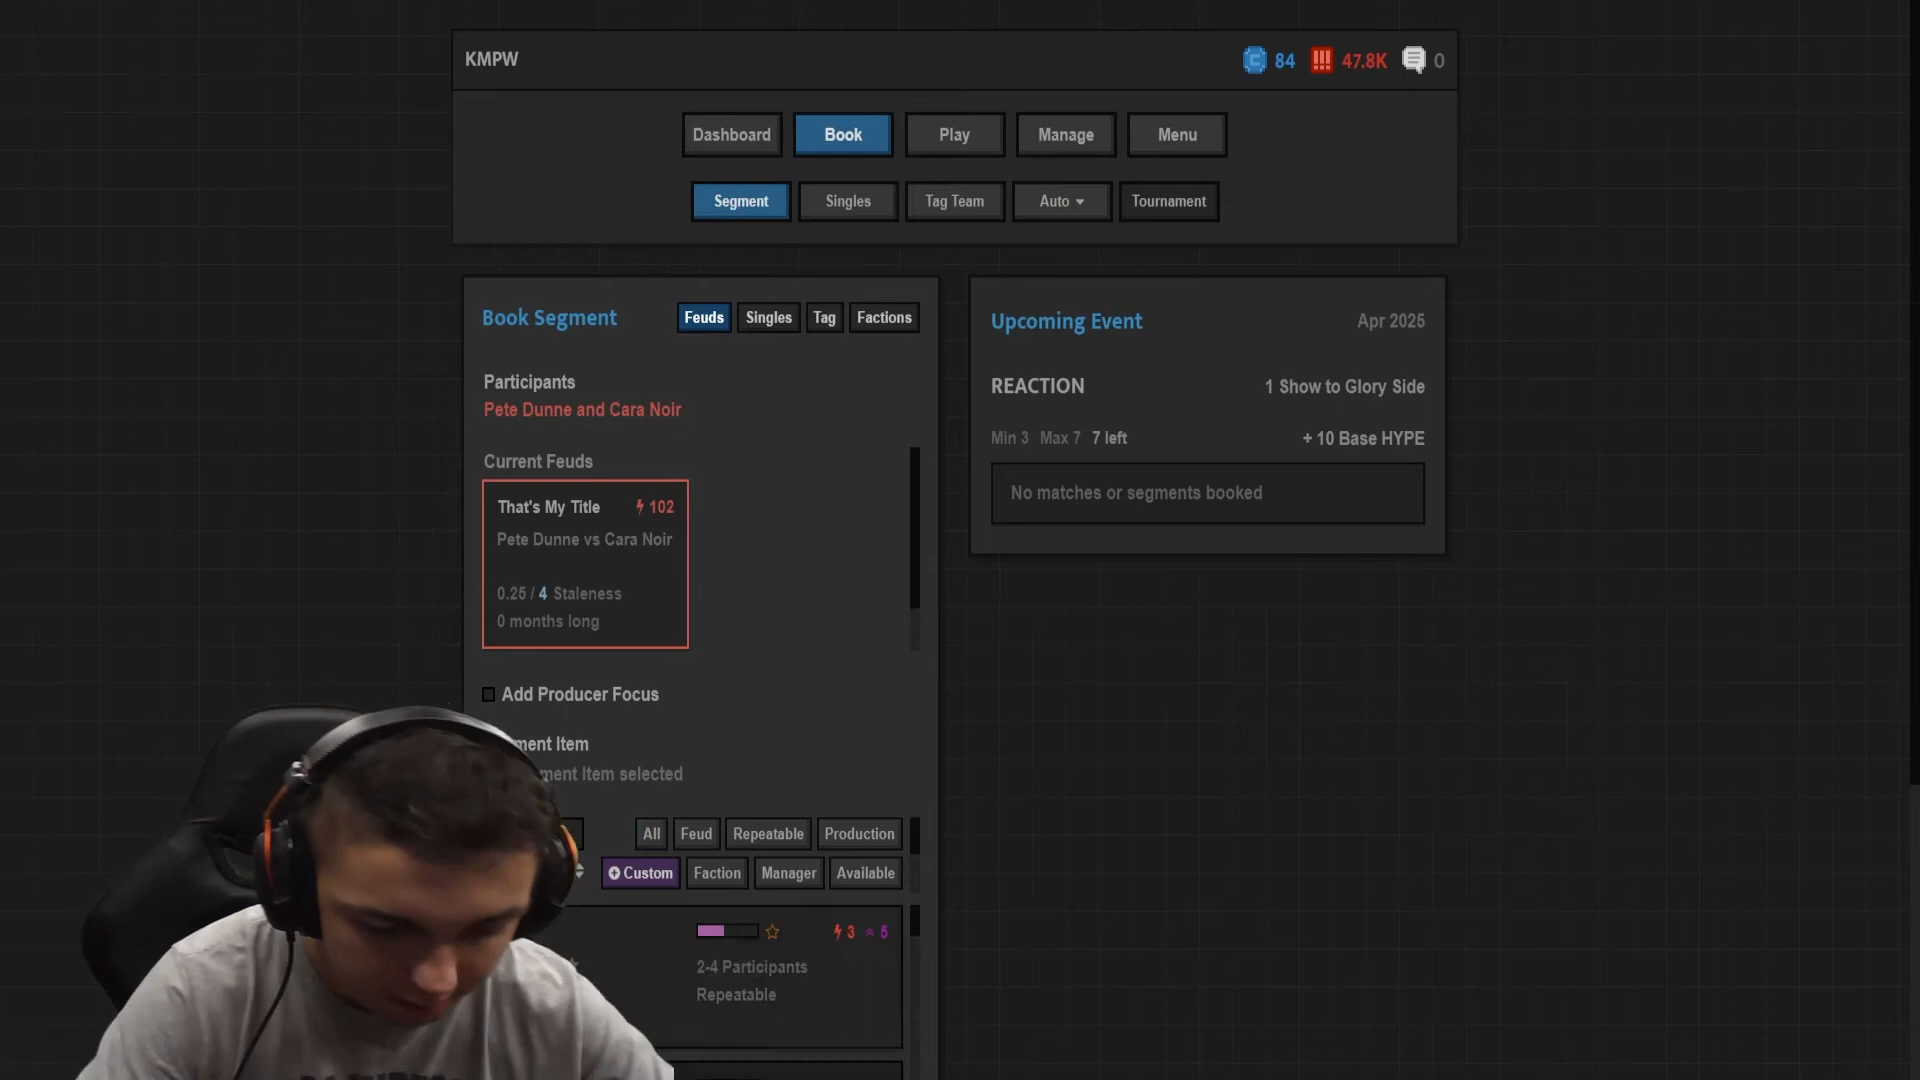 KMPW
84
47.8K
0
Dashboard
Book
Play
Manage
Menu
Segment
Singles
Tag Team
Auto
Tournament
Book Segment
Feuds
Singles
Tag
Factions
Participants
Pete Dunne and Cara Noir
Current Feuds
That's My Title
102
Pete Dunne vs Cara Noir
0.25 / 4 Staleness
0 months long
Add Producer Focus
Item
Item selected
All
Feud
Repeatable
Production
Custom
Faction
Manager
Available
3
5
2-4 Participants
Repeatable
Upcoming Event
Apr 2025
REACTION
1 Show to Glory Side
Min 3 Max 7 7 left
+ 10 Base HYPE
No matches or segments booked